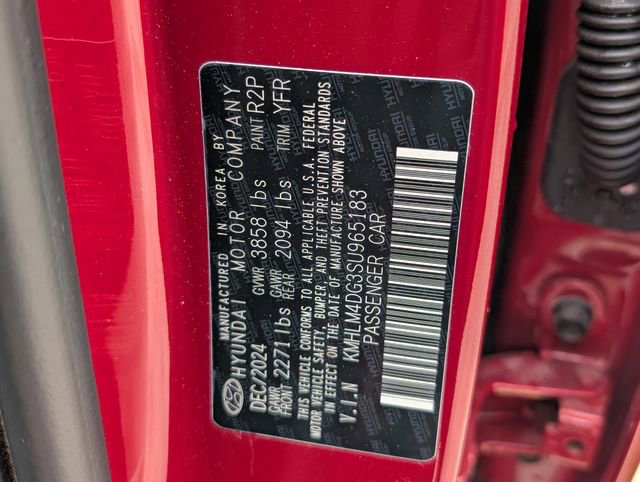 MANUFACTURED IN KOREA BY
HYUNDAI MOTOR COMPANY
DEC/2024 GVWR 3858 lbs PAINT R2P
GAWR FRONT 2271 lbs GAWR REAR 2094 lbs TRIM YFR
THIS VEHICLE CONFORMS TO ALL APPLICABLE U.S.A. FEDERAL
MOTOR VEHICLE SAFETY, BUMPER, AND THEFT PREVENTION STANDARDS
IN EFFECT ON THE DATE OF MANUFACTURE SHOWN ABOVE
V.I.N KMHLM4DG3SU965183
PASSENGER CAR